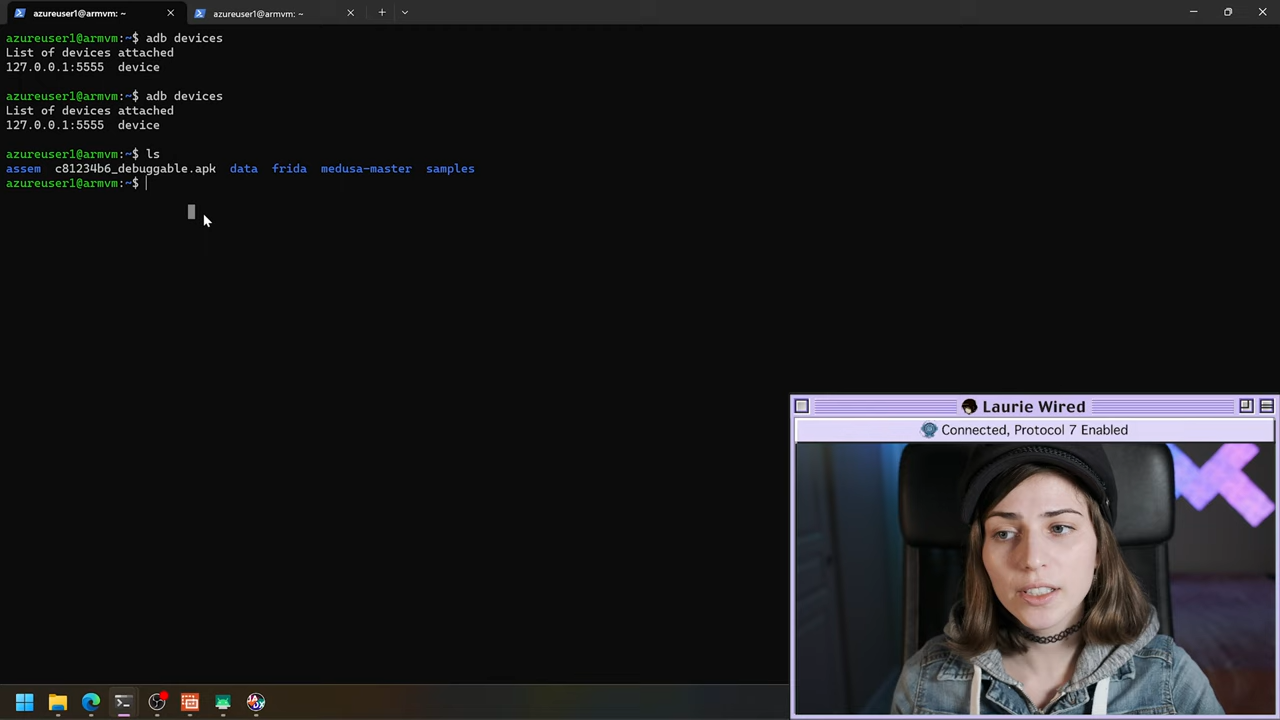 azureuser1@armvm: ~
azureuser1@armvm: ~
azureuser1@armvm:~$ adb devices
List of devices attached
127.0.0.1:5555  device
azureuser1@armvm:~$ adb devices
List of devices attached
127.0.0.1:5555  device
azureuser1@armvm:~$ ls
assem  c81234b6_debuggable.apk  data  frida  medusa-master  samples
azureuser1@armvm:~$
Laurie Wired
Connected, Protocol 7 Enabled